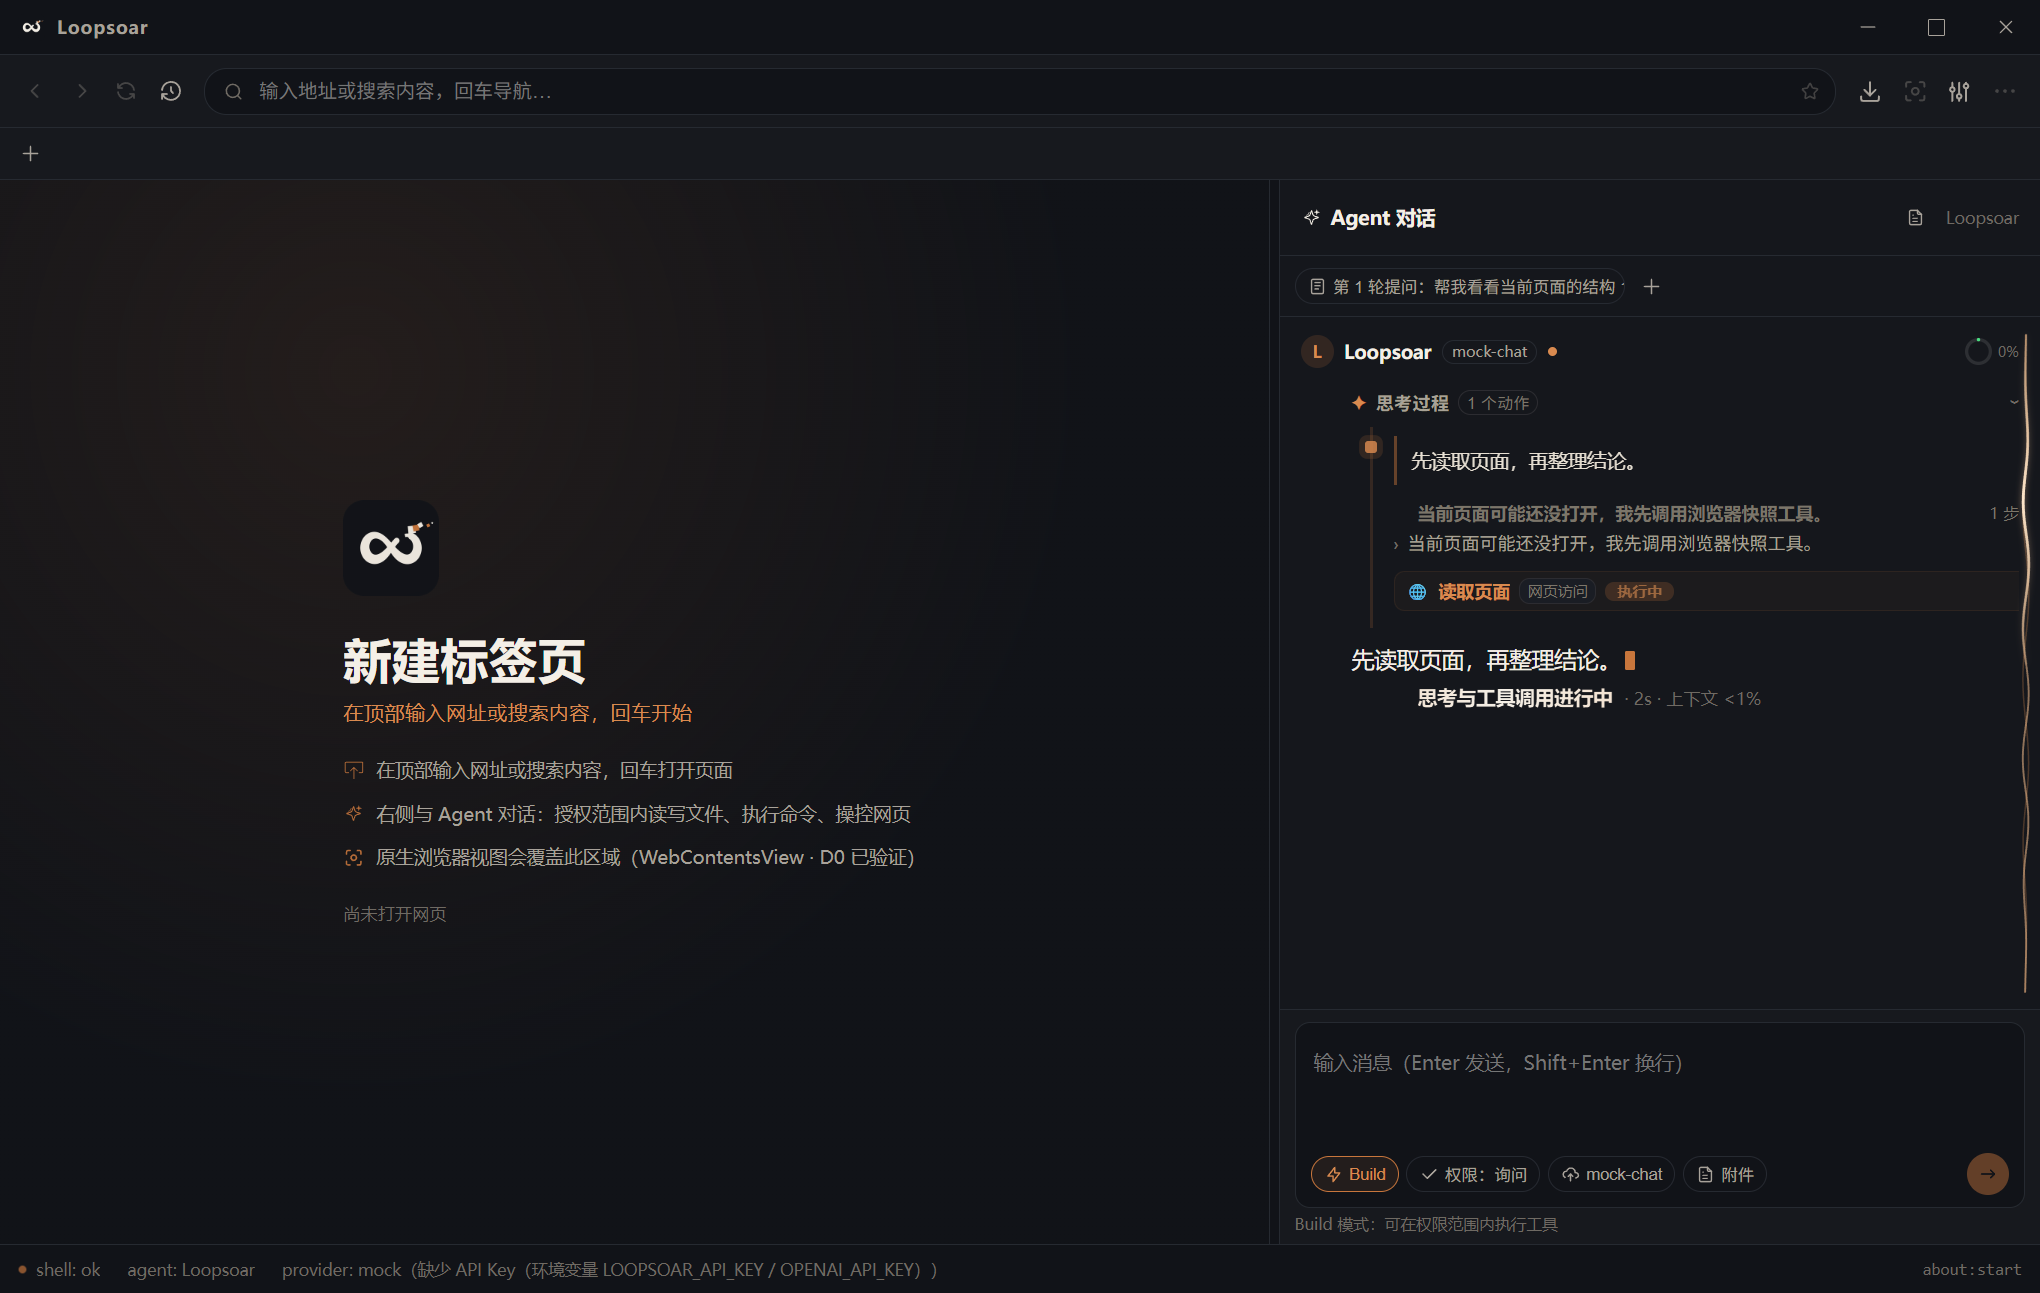 Loopsoar
输入地址或搜索内容，回车导航…
新建标签页
在顶部输入网址或搜索内容，回车开始
在顶部输入网址或搜索内容，回车打开页面
右侧与 Agent 对话：授权范围内读写文件、执行命令、操控网页
原生浏览器视图会覆盖此区域（WebContentsView · D0 已验证）
尚未打开网页
Agent 对话
Loopsoar
第 1 轮提问：帮我看看当前页面的结构
L Loopsoar mock-chat 0%
思考过程 1 个动作
先读取页面，再整理结论。
当前页面可能还没打开，我先调用浏览器快照工具。 1 步
› 当前页面可能还没打开，我先调用浏览器快照工具。
读取页面 网页访问 执行中
先读取页面，再整理结论。
思考与工具调用进行中 · 2s · 上下文 <1%
输入消息（Enter 发送，Shift+Enter 换行）
Build 权限：询问 mock-chat 附件
Build 模式：可在权限范围内执行工具
shell: ok agent: Loopsoar provider: mock（缺少 API Key（环境变量 LOOPSOAR_API_KEY / OPENAI_API_KEY）） about:start